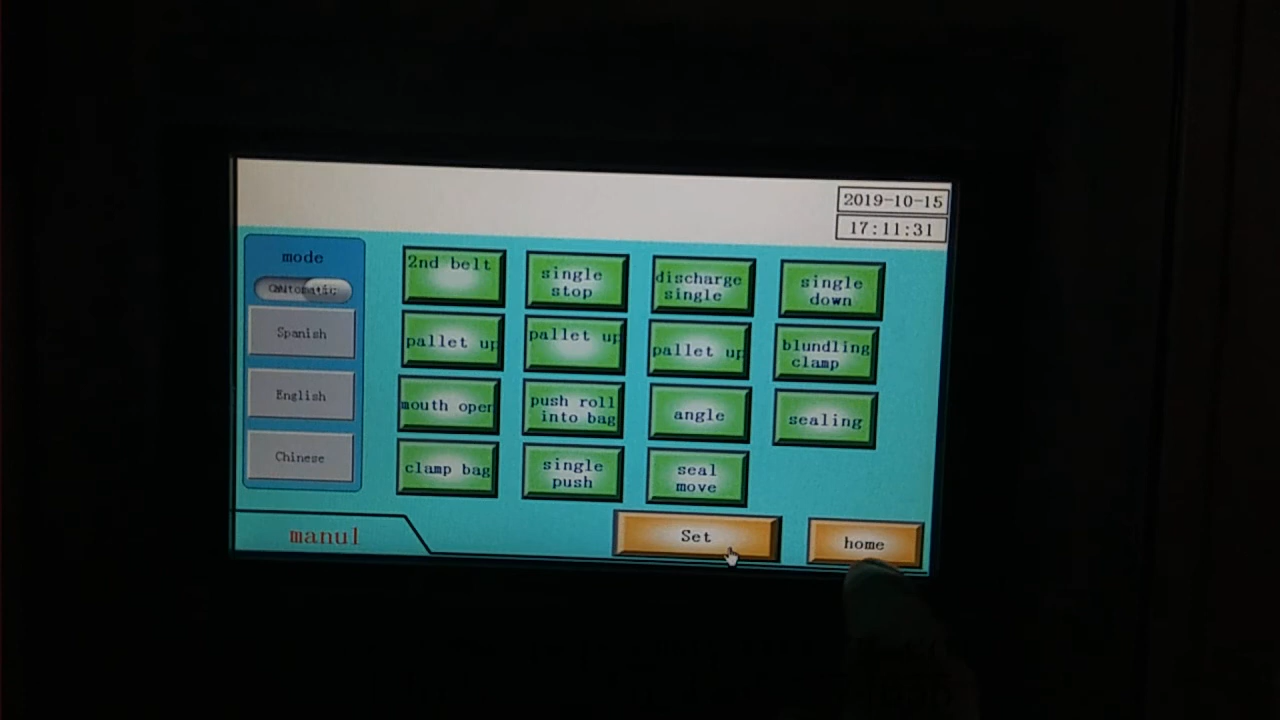 2019-10-15
17:11:31
mode
Spanish
English
Chinese
2nd belt
single
stop
discharge
single
single
down
pallet up
pallet up
pallet up
blundling
clamp
mouth open
push roll
into bag
angle
sealing
clamp bag
single
push
seal
move
manul
Set
home